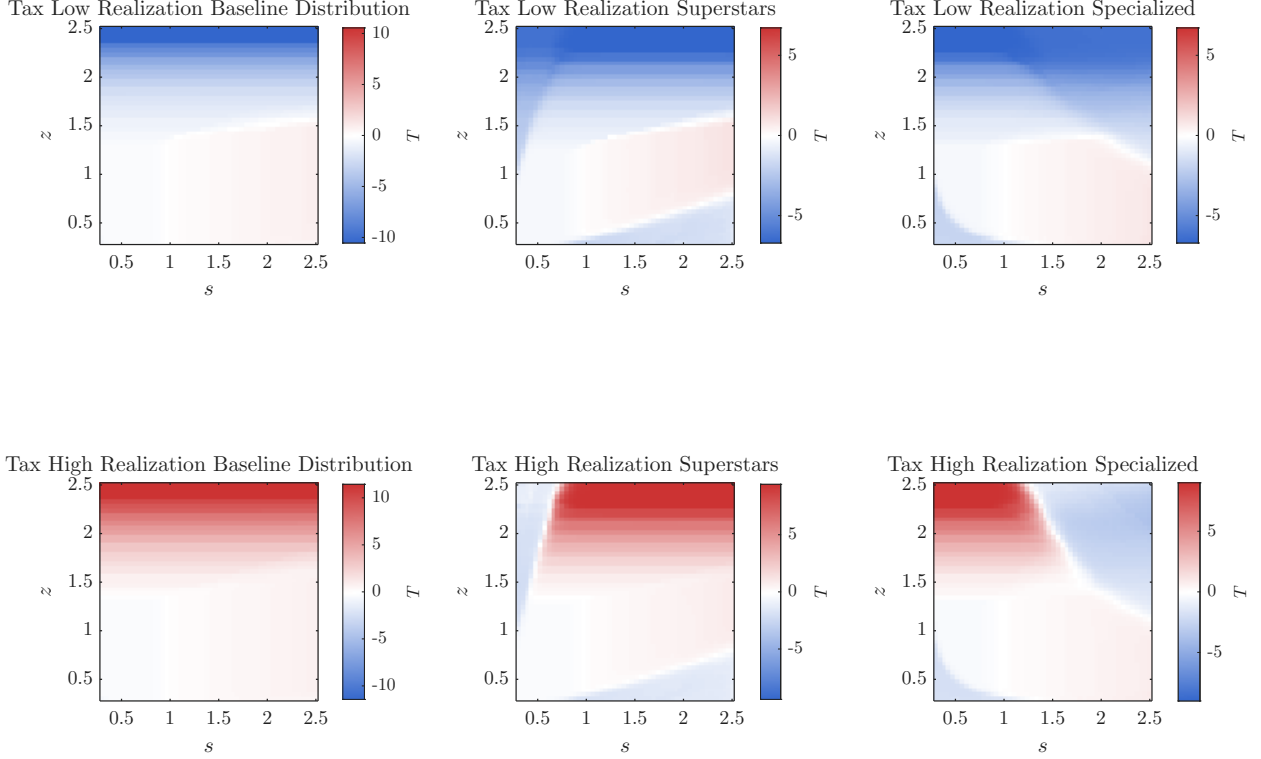 Tax Low Realization Baseline Distribution
2.5
2
1.5
1
0.5
z
0.5 1 1.5 2 2.5
s
10
5
0
-5
-10
T
Tax Low Realization Superstars
2.5
2
1.5
1
0.5
z
0.5 1 1.5 2 2.5
s
5
0
-5
T
Tax Low Realization Specialized
2.5
2
1.5
1
0.5
z
0.5 1 1.5 2 2.5
s
5
0
-5
T
Tax High Realization Baseline Distribution
2.5
2
1.5
1
0.5
z
0.5 1 1.5 2 2.5
s
10
5
0
-5
-10
T
Tax High Realization Superstars
2.5
2
1.5
1
0.5
z
0.5 1 1.5 2 2.5
s
5
0
-5
T
Tax High Realization Specialized
2.5
2
1.5
1
0.5
z
0.5 1 1.5 2 2.5
s
5
0
-5
T